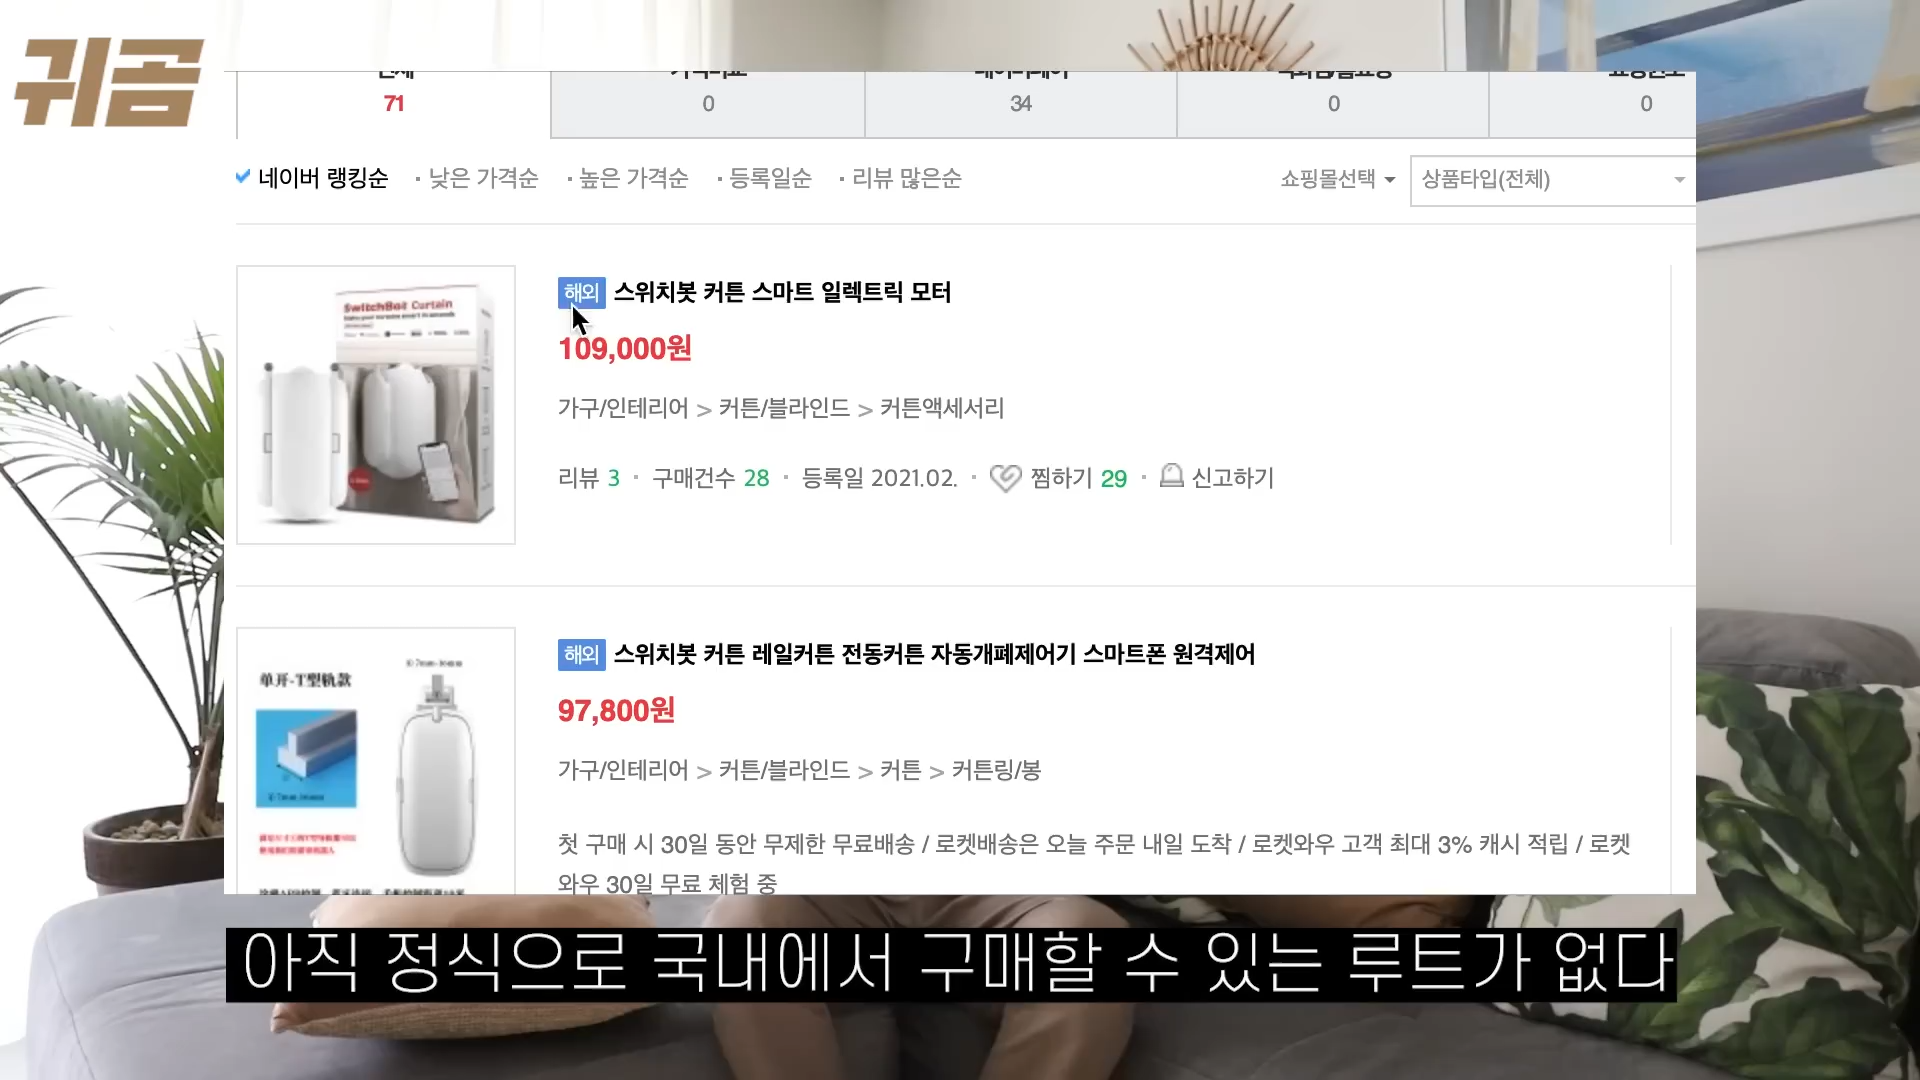 귀곰
71
0
34
0
0
네이버 랭킹순 · 낮은 가격순 · 높은 가격순 · 등록일순 · 리뷰 많은순
쇼핑몰선택
상품타입(전체)
SwitchBot Curtain
해외 스위치봇 커튼 스마트 일렉트릭 모터
109,000원
가구/인테리어 > 커튼/블라인드 > 커튼액세서리
리뷰 3 · 구매건수 28 · 등록일 2021.02. · 찜하기 29 · 신고하기
单开-T型轨款
해외 스위치봇 커튼 레일커튼 전동커튼 자동개폐제어기 스마트폰 원격제어
97,800원
가구/인테리어 > 커튼/블라인드 > 커튼 > 커튼링/봉
첫 구매 시 30일 동안 무제한 무료배송 / 로켓배송은 오늘 주문 내일 도착 / 로켓와우 고객 최대 3% 캐시 적립 / 로켓
와우 30일 무료 체험 중
아직 정식으로 국내에서 구매할 수 있는 루트가 없다